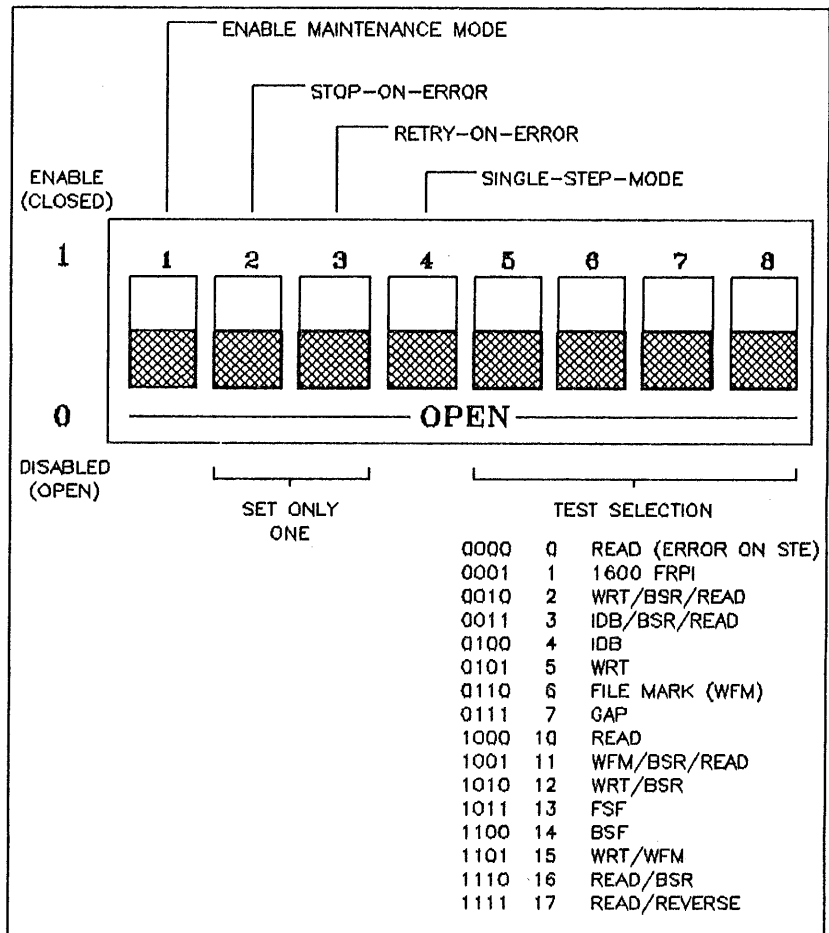 ENABLE MAINTENANCE MODE
STOP-ON-ERROR
RETRY-ON-ERROR
SINGLE-STEP-MODE
ENABLE
(CLOSED)
1
1 2 3 4 5 6 7 8
0
OPEN
DISABLED
(OPEN)
SET ONLY
ONE
TEST SELECTION
0000 0 READ (ERROR ON STE)
0001 1 1600 FRPI
0010 2 WRT/BSR/READ
0011 3 IDB/BSR/READ
0100 4 IDB
0101 5 WRT
0110 6 FILE MARK (WFM)
0111 7 GAP
1000 10 READ
1001 11 WFM/BSR/READ
1010 12 WRT/BSR
1011 13 FSF
1100 14 BSF
1101 15 WRT/WFM
1110 16 READ/BSR
1111 17 READ/REVERSE